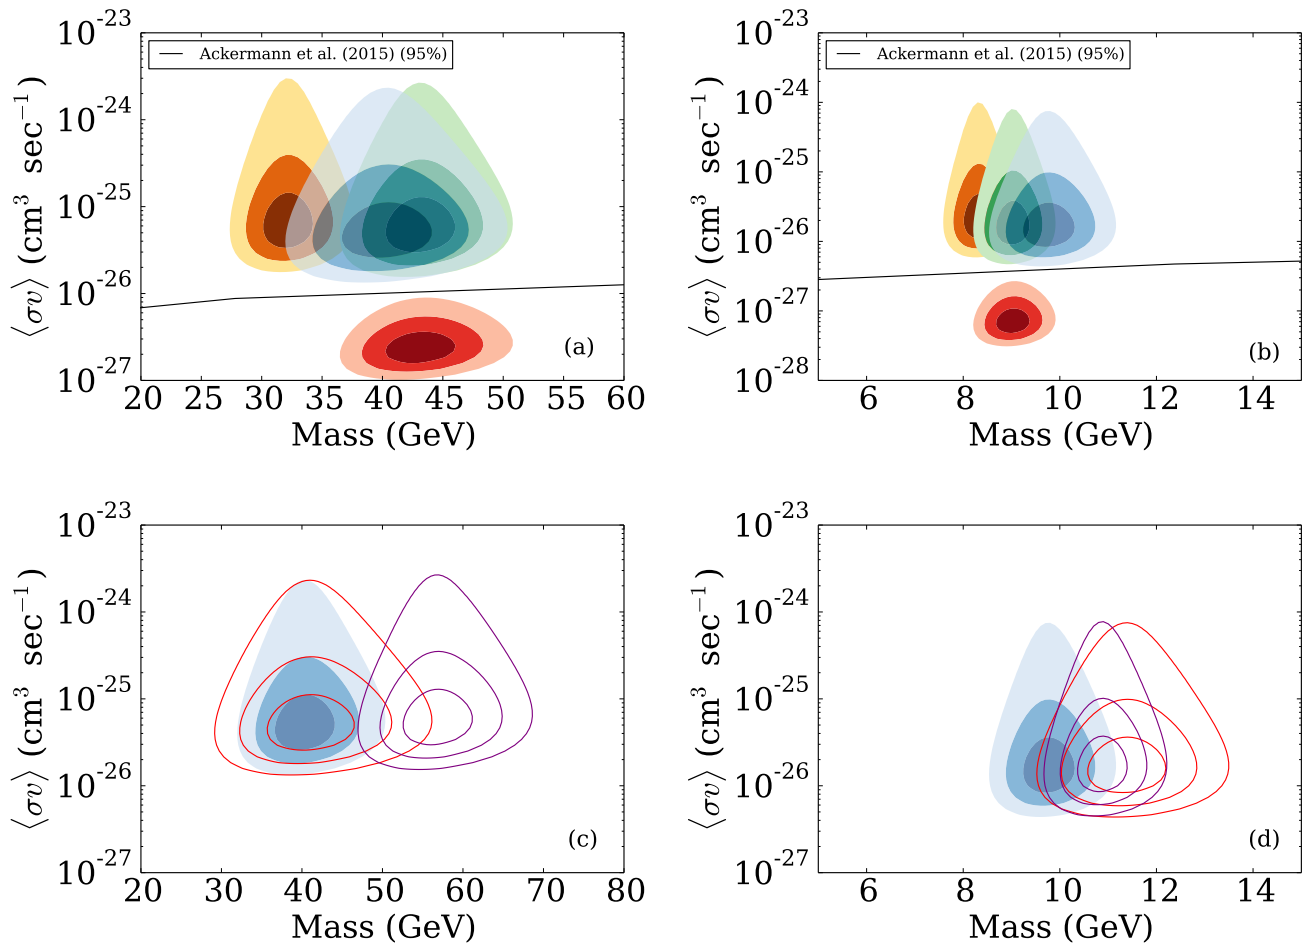 10^-23
10^-24
10^-25
10^-26
10^-27
⟨σv⟩ (cm^3 sec^−1)
Ackermann et al. (2015) (95%)
(a)
20 25 30 35 40 45 50 55 60
Mass (GeV)
10^-23
10^-24
10^-25
10^-26
10^-27
10^-28
⟨σv⟩ (cm^3 sec^−1)
Ackermann et al. (2015) (95%)
(b)
6 8 10 12 14
Mass (GeV)
10^-23
10^-24
10^-25
10^-26
10^-27
⟨σv⟩ (cm^3 sec^−1)
(c)
20 30 40 50 60 70 80
Mass (GeV)
10^-23
10^-24
10^-25
10^-26
10^-27
⟨σv⟩ (cm^3 sec^−1)
(d)
6 8 10 12 14
Mass (GeV)